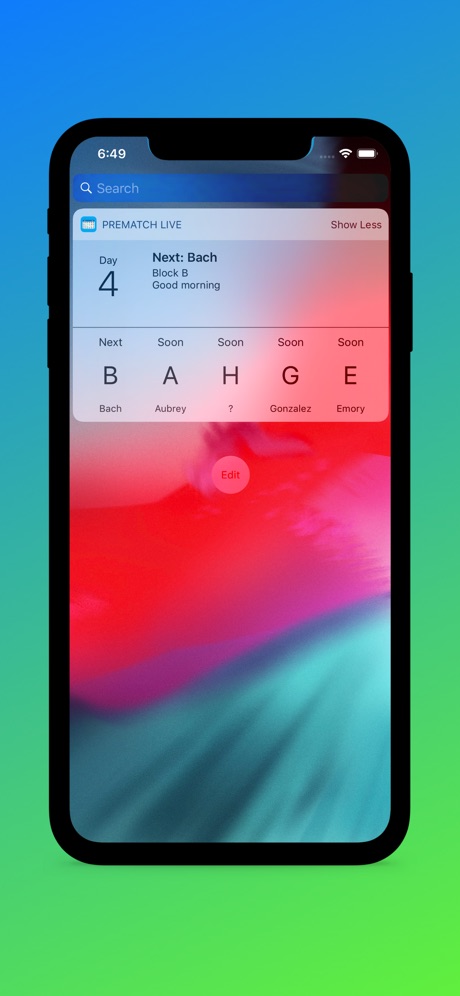 6:49
Search
PREMATCH LIVE Show Less
Day
4
Next: Bach
Block B
Good morning
Next Soon Soon Soon Soon
B A H G E
Bach Aubrey ? Gonzalez Emory
Edit